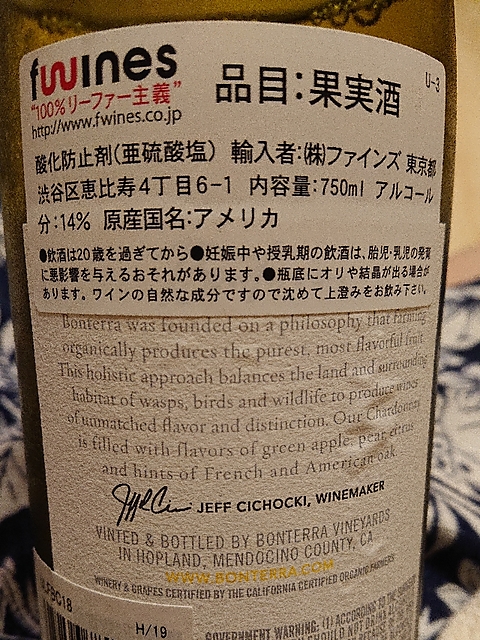 fwines
"100%リーファー主義"
http://www.fwines.co.jp
品目:果実酒
U-3
酸化防止剤(亜硫酸塩) 輸入者:㈱ファインズ 東京都
渋谷区恵比寿4丁目6-1 内容量:750ml アルコール
分:14% 原産国名:アメリカ
●飲酒は20歳を過ぎてから●妊娠中や授乳期の飲酒は、胎児・乳児の発育
に悪影響を与えるおそれがあります。●瓶底にオリや結晶が出る場合が
あります。ワインの自然な成分ですので沈めて上澄みをお飲み下さい。
Bonterra was founded on a philosophy that farming
organically produces the purest, most flavorful fruit.
This holistic approach balances the land and surrounding
habitat of wasps, birds and wildlife to produce wines
of unmatched flavor and distinction. Our Chardonnay
is filled with flavors of green apple, pear, citrus
and hints of French and American oak.
JEFF CICHOCKI, WINEMAKER
VINTED & BOTTLED BY BONTERRA VINEYARDS
IN HOPLAND, MENDOCINO COUNTY, CA
WWW.BONTERRA.COM
WINERY & GRAPES CERTIFIED BY THE CALIFORNIA CERTIFIED ORGANIC FARMERS
H/19
GOVERNMENT WARNING: (1) ACCORDING TO THE